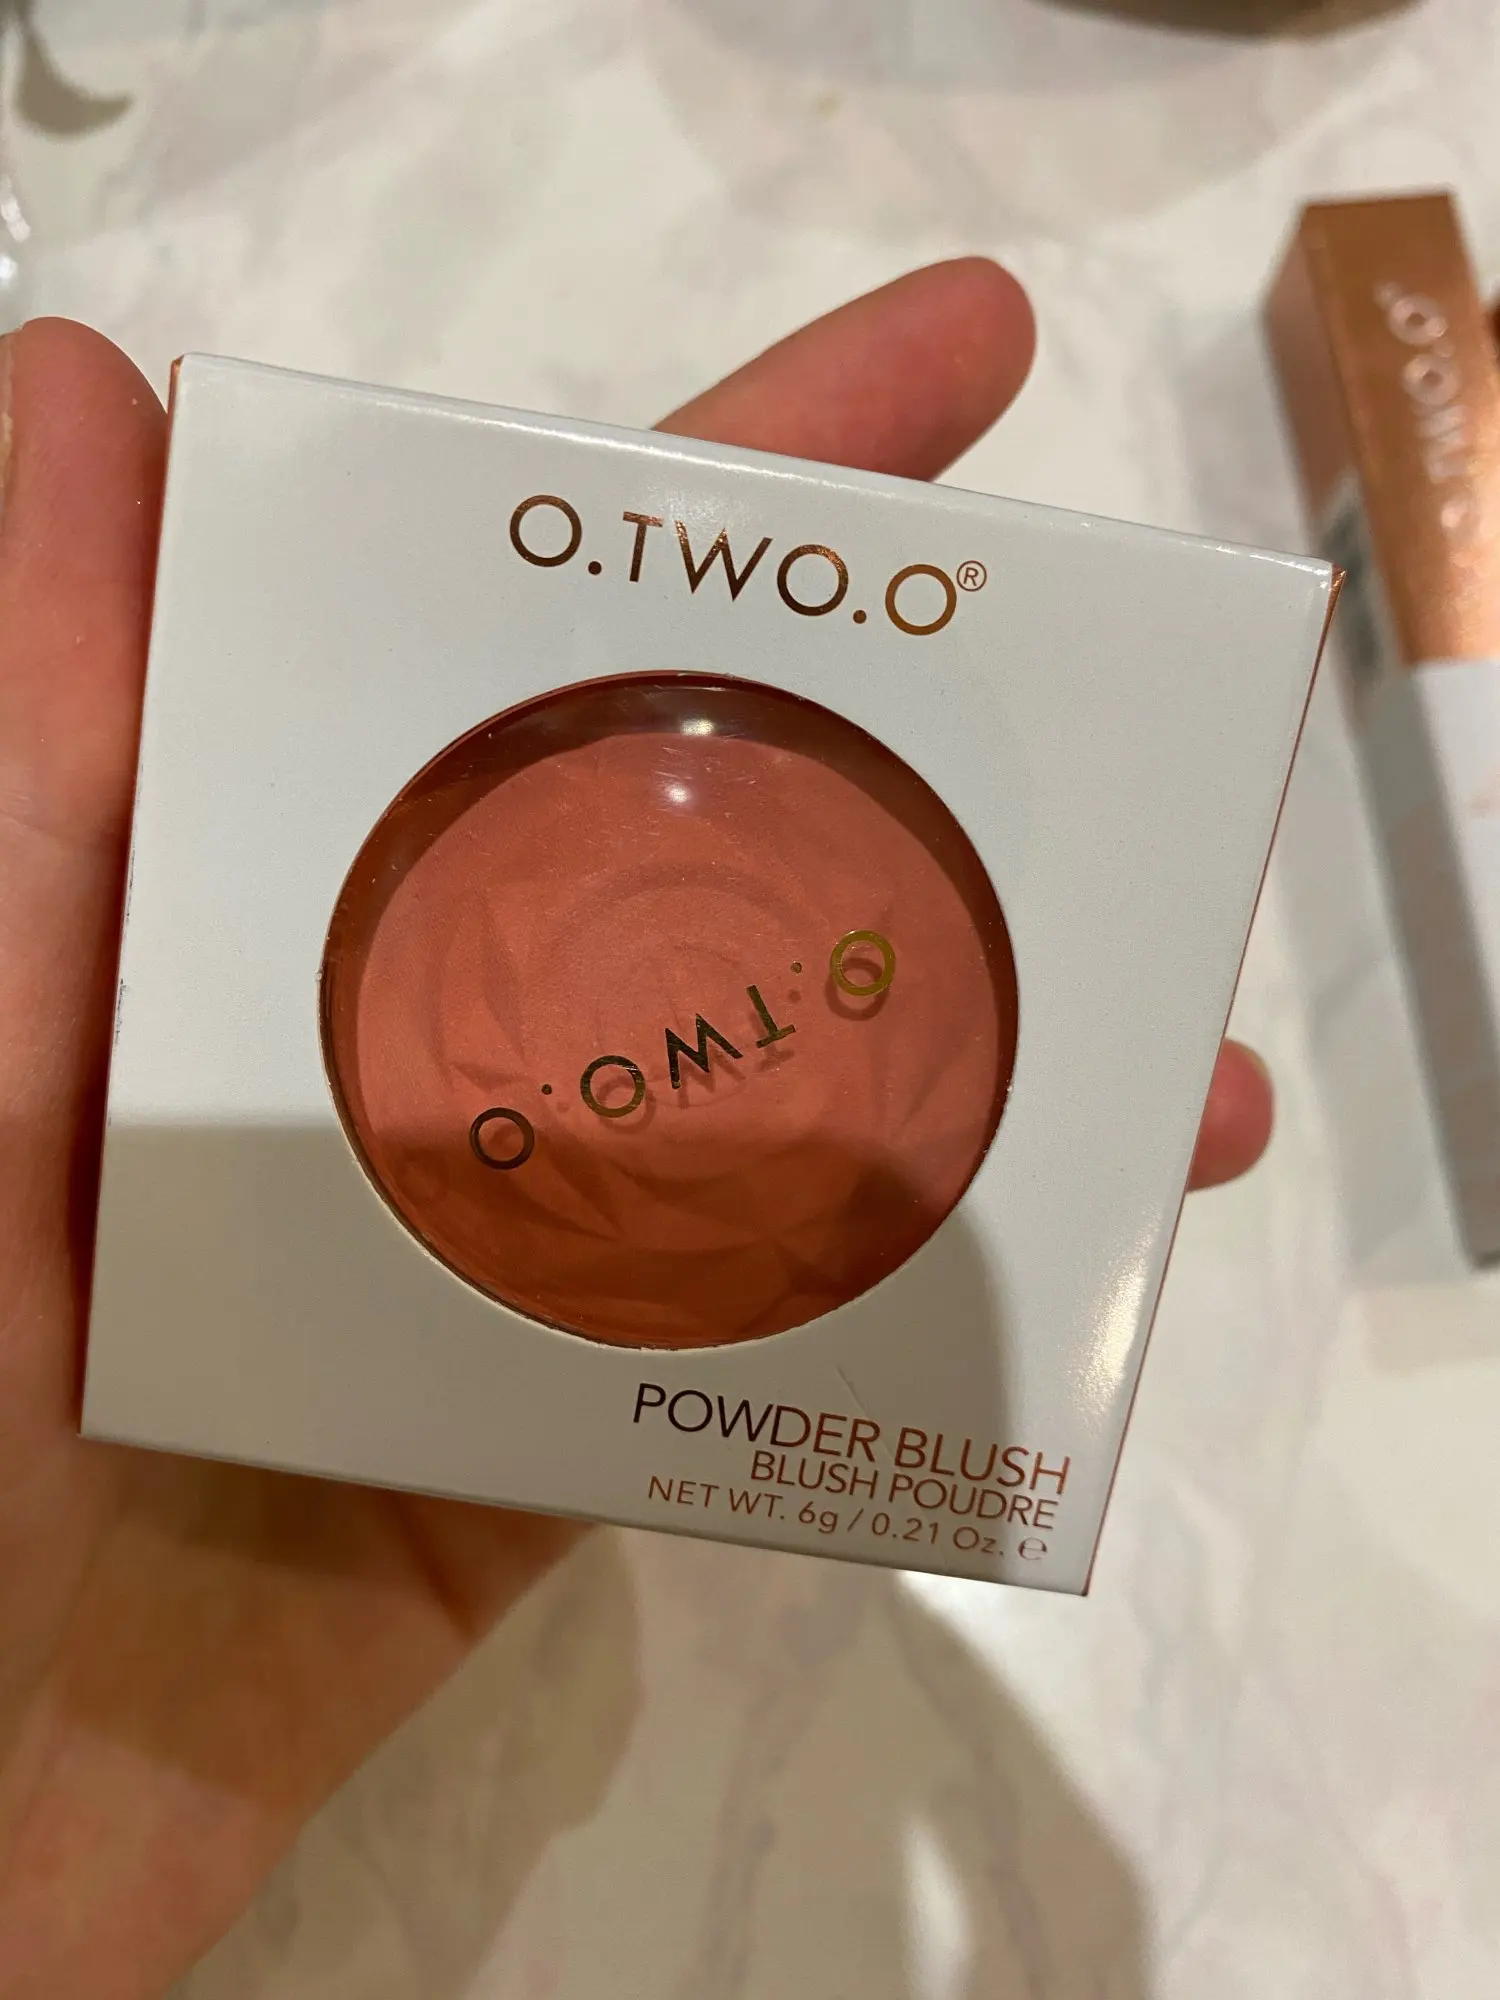 O.TWO.O®
O.TWO.O
POWDER BLUSH
BLUSH POUDRE
NET WT. 6g / 0.21 Oz. ℮
O.TWO.O